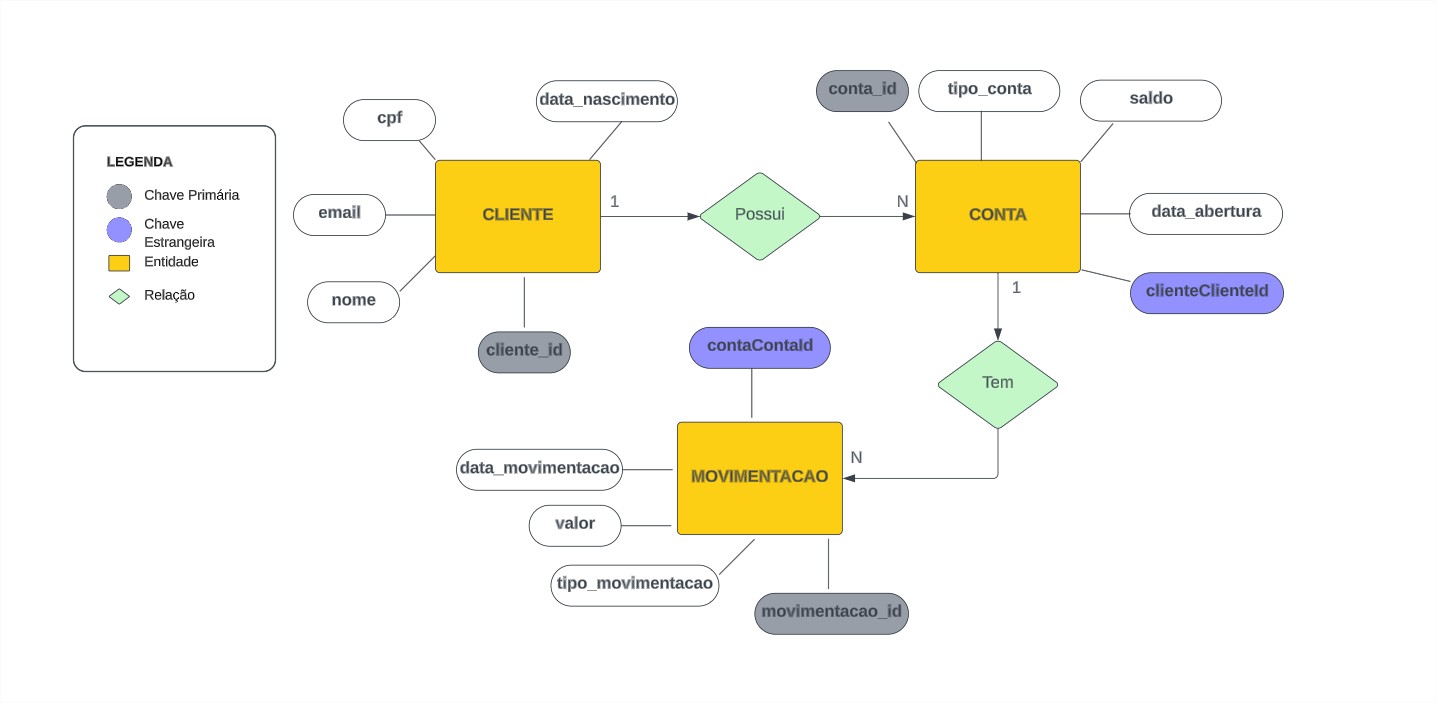 LEGENDA
Chave Primária
Chave
Estrangeira
Entidade
Relação
cpf
data_nascimento
email
CLIENTE
nome
cliente_id
1
Possui
N
conta_id
tipo_conta
saldo
CONTA
data_abertura
clienteClienteId
1
Tem
N
contaContaId
MOVIMENTACAO
data_movimentacao
valor
tipo_movimentacao
movimentacao_id